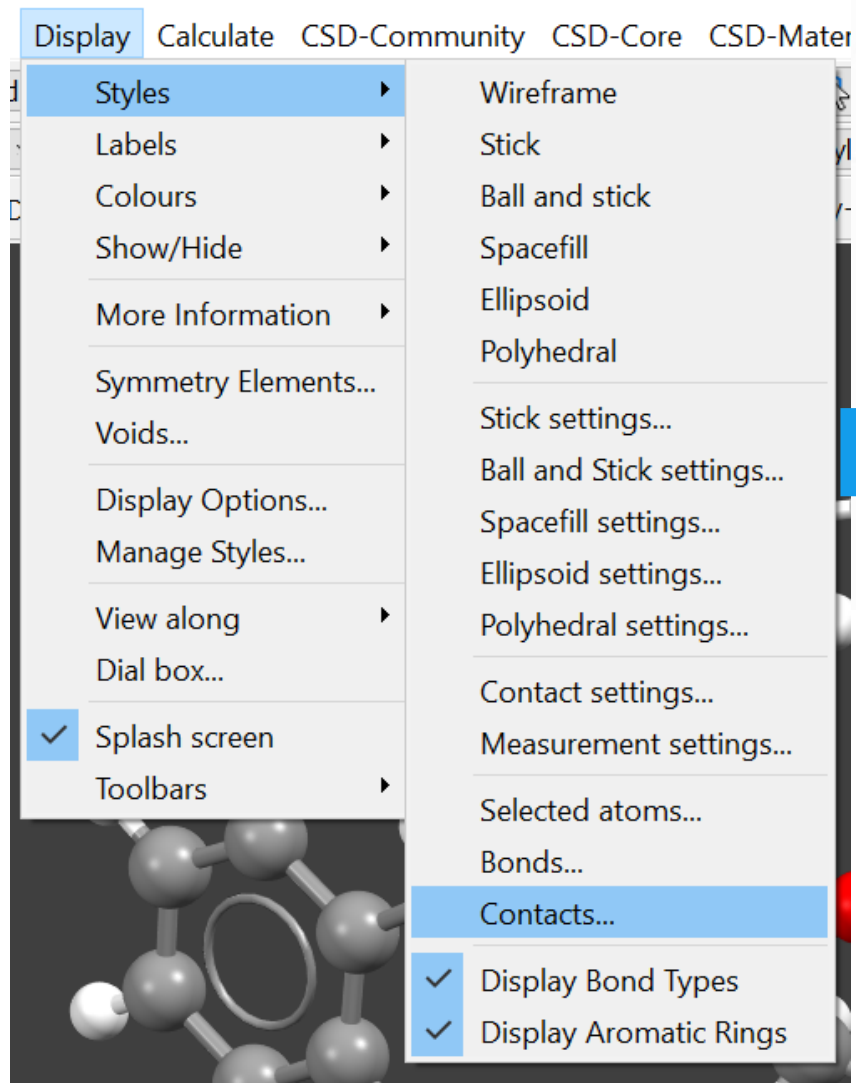 Display Calculate CSD-Community CSD-Core CSD-Mater
Styles
Labels
Colours
Show/Hide
More Information
Symmetry Elements...
Voids...
Display Options...
Manage Styles...
View along
Dial box...
Splash screen
Toolbars
Wireframe
Stick
Ball and stick
Spacefill
Ellipsoid
Polyhedral
Stick settings...
Ball and Stick settings...
Spacefill settings...
Ellipsoid settings...
Polyhedral settings...
Contact settings...
Measurement settings...
Selected atoms...
Bonds...
Contacts...
Display Bond Types
Display Aromatic Rings